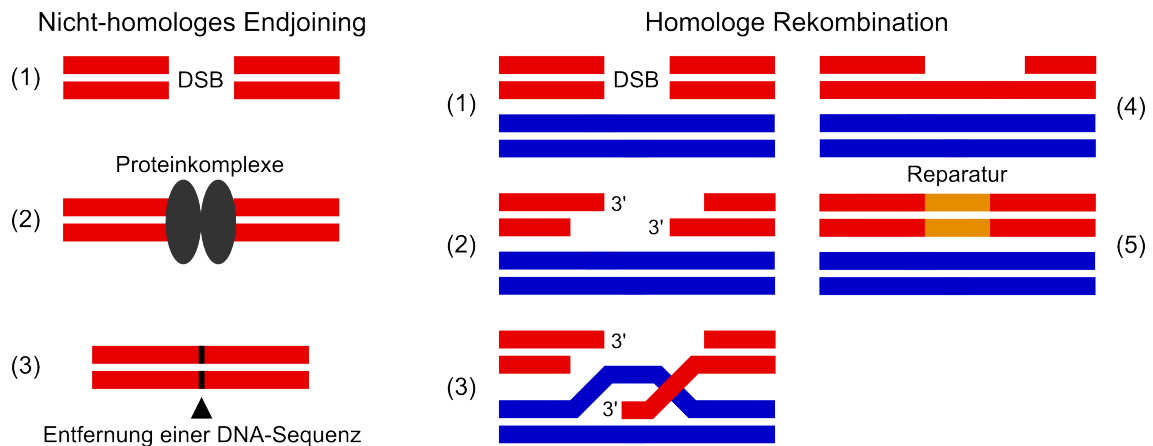 Nicht-homologes Endjoining
(1)
DSB
Proteinkomplexe
(2)
(3)
Entfernung einer DNA-Sequenz
Homologe Rekombination
(1)
DSB
(2)
3'
3'
(3)
3'
3'
(4)
Reparatur
(5)